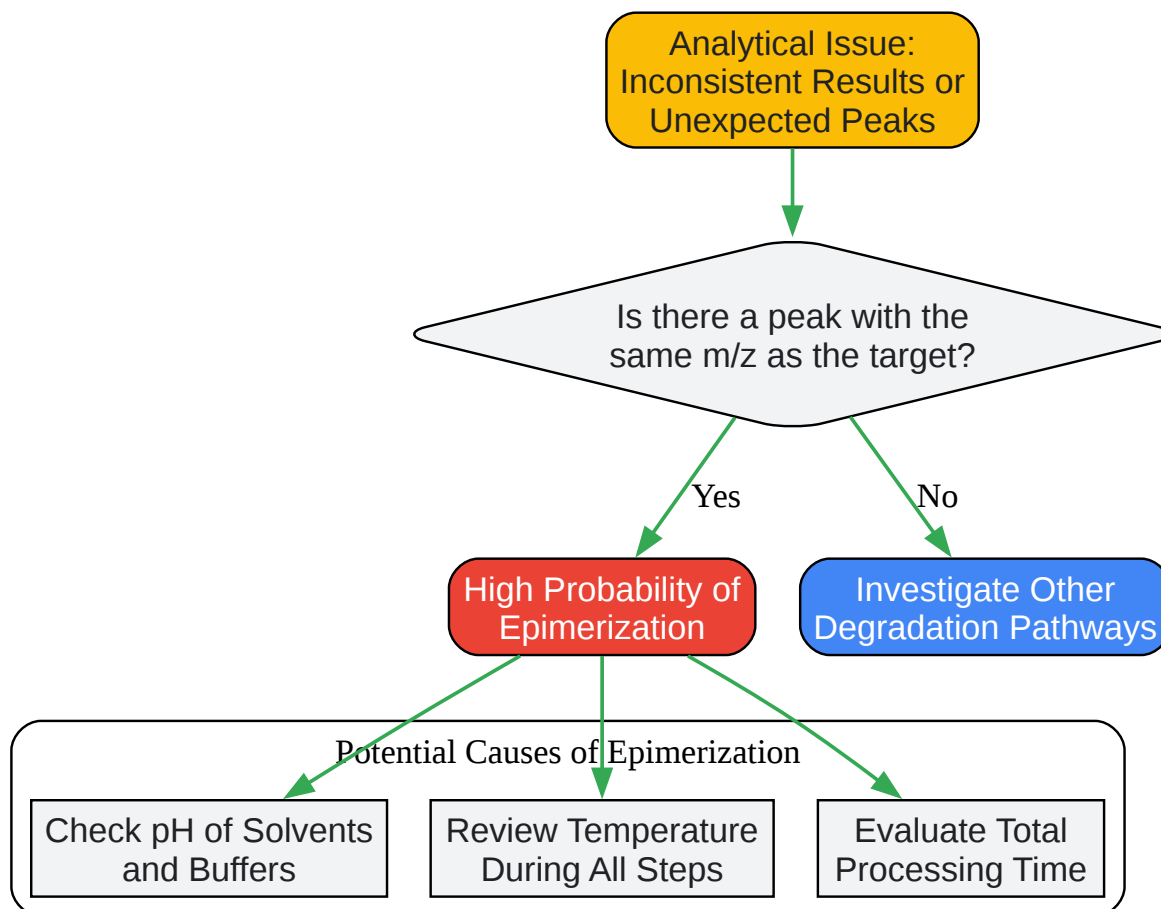 Analytical Issue:
Inconsistent Results or
Unexpected Peaks
Is there a peak with the
same m/z as the target?
Yes
No
High Probability of
Epimerization
Investigate Other
Degradation Pathways
Potential Causes of Epimerization
Check pH of Solvents
and Buffers
Review Temperature
During All Steps
Evaluate Total
Processing Time